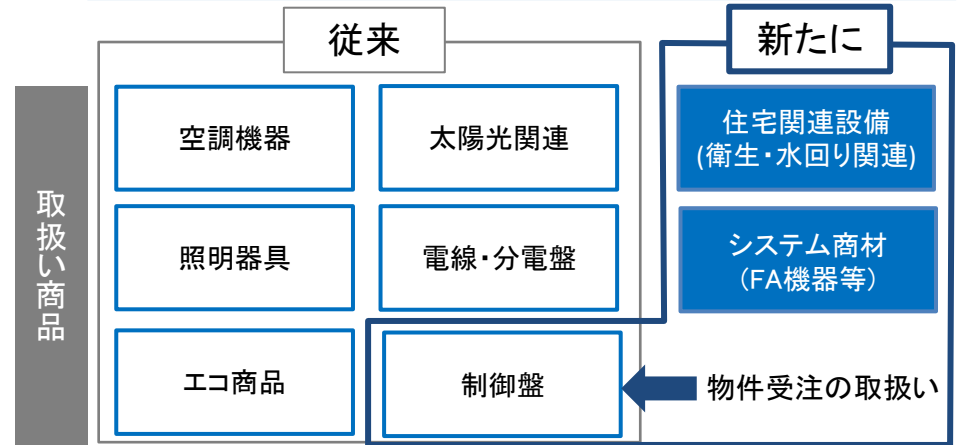 従来
新たに
取扱い商品
空調機器
太陽光関連
住宅関連設備
(衛生・水回り関連)
照明器具
電線・分電盤
システム商材
（FA機器等）
エコ商品
制御盤
物件受注の取扱い